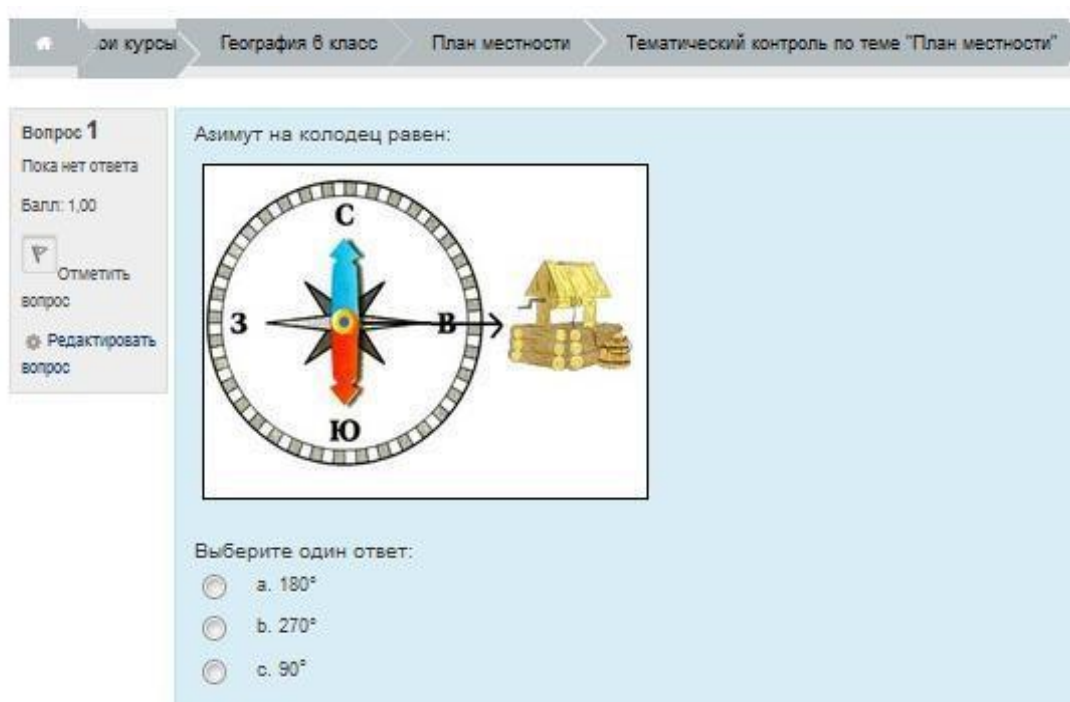 ои курсы География 6 класс План местности Тематический контроль по теме "План местности"
Вопрос 1
Пока нет ответа
Балл: 1,00
Отметить
вопрос
Редактировать
вопрос
Азимут на колодец равен:
С
З
В
Ю
Выберите один ответ:
a. 180°
b. 270°
c. 90°